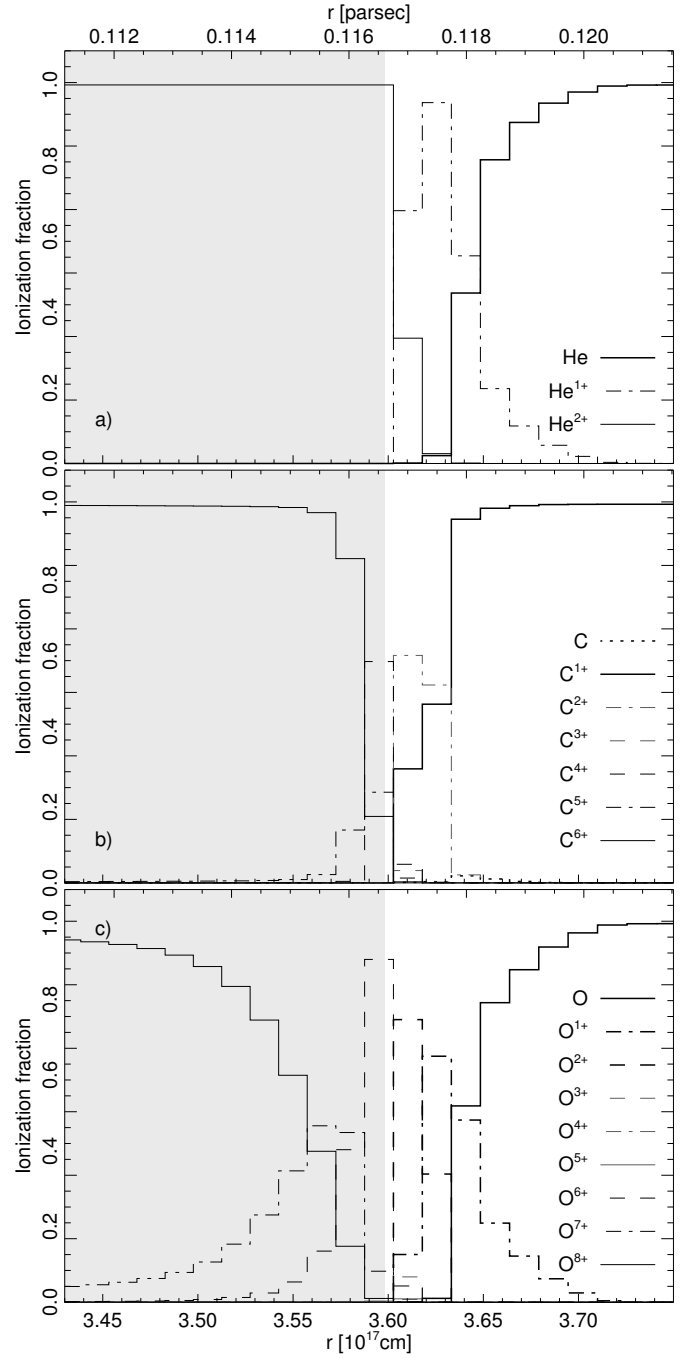 r [parsec]
0.112 0.114 0.116 0.118 0.120
1.0
0.8
0.6
0.4
0.2
0.0
Ionization fraction
He
He1+
He2+
a)
1.0
0.8
0.6
0.4
0.2
0.0
Ionization fraction
C
C1+
C2+
C3+
C4+
C5+
C6+
b)
c)
1.0
0.8
0.6
0.4
0.2
0.0
Ionization fraction
O
O1+
O2+
O3+
O4+
O5+
O6+
O7+
O8+
3.45 3.50 3.55 3.60 3.65 3.70
r [10^17cm]